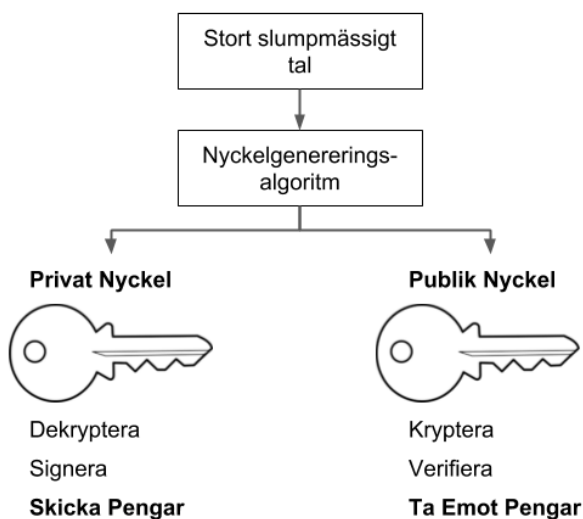 Stort slumpmässigt
tal
Nyckelgenererings-
algoritm
Privat Nyckel
Publik Nyckel
Dekryptera
Kryptera
Signera
Verifiera
Skicka Pengar
Ta Emot Pengar